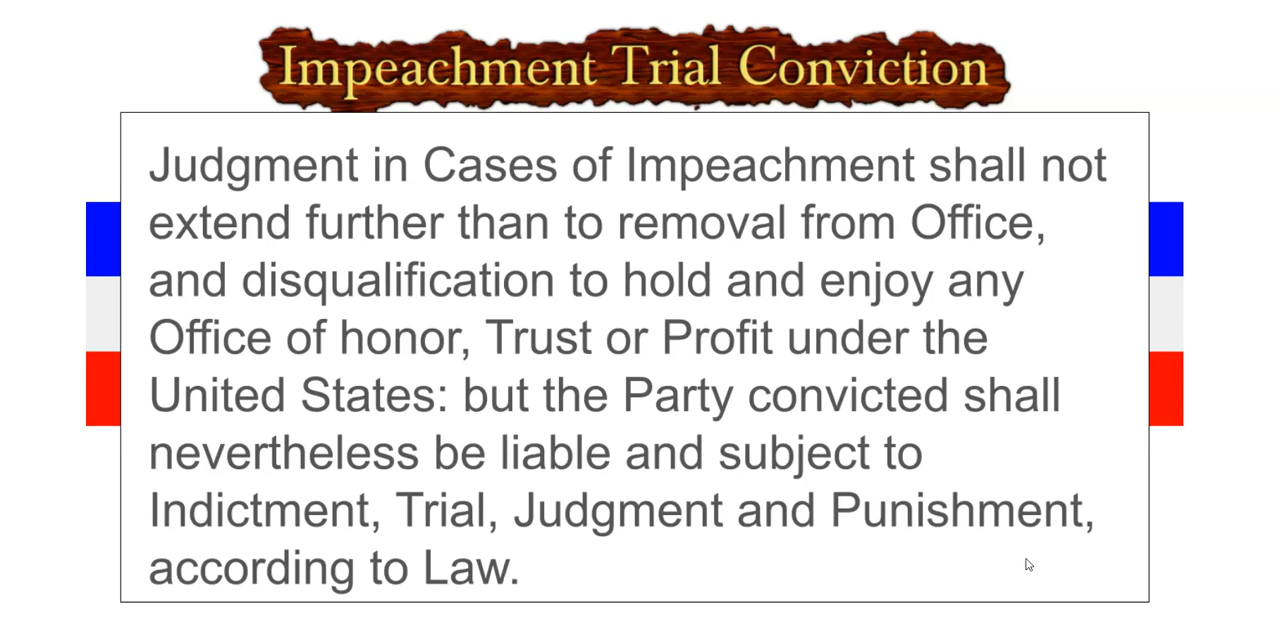 Impeachment Trial Conviction
Judgment in Cases of Impeachment shall not
extend further than to removal from Office,
and disqualification to hold and enjoy any
Office of honor, Trust or Profit under the
United States: but the Party convicted shall
nevertheless be liable and subject to
Indictment, Trial, Judgment and Punishment,
according to Law.